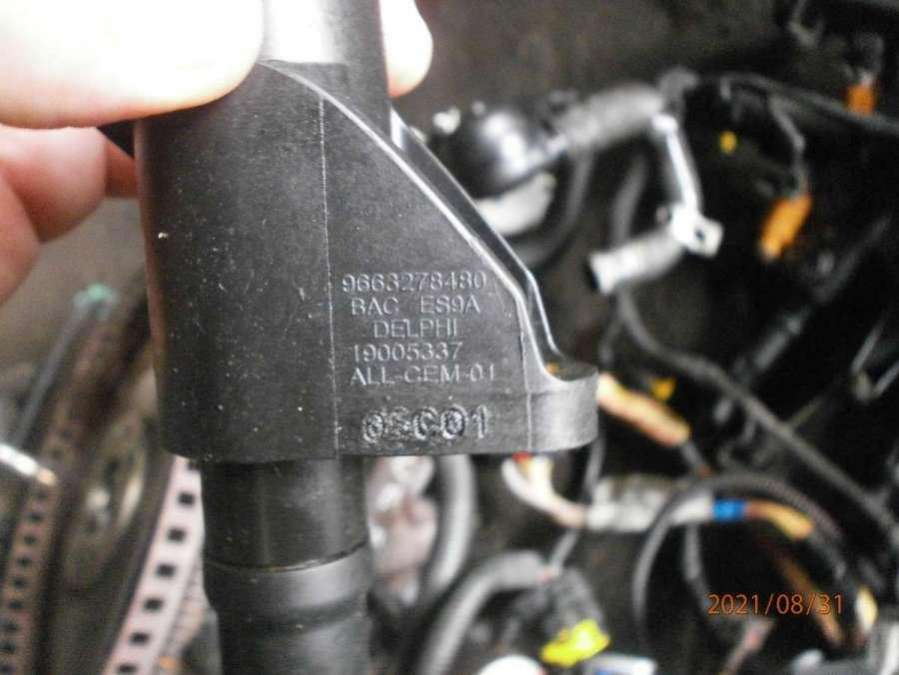 9663278480
BAC ES9A
DELPHI
19005337
ALL-CEM-01
2021/08/31